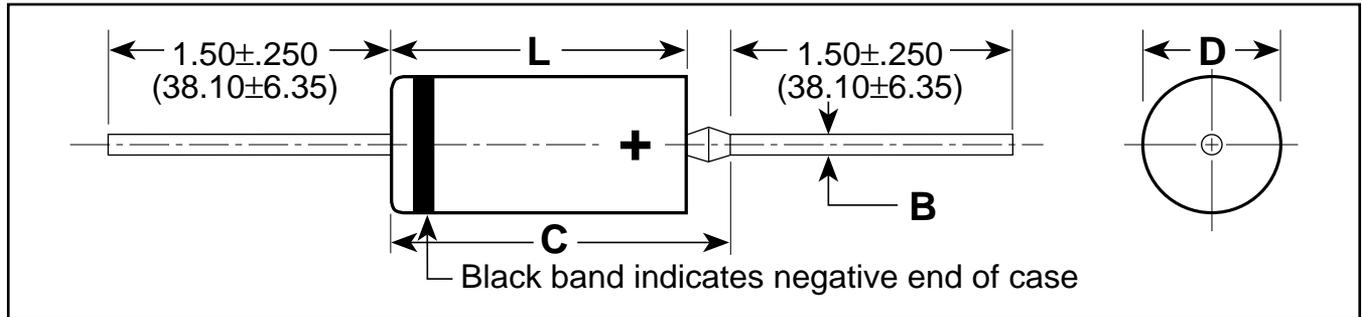 1.50±.250
(38.10±6.35)
L
1.50±.250
(38.10±6.35)
D
+
B
C
Black band indicates negative end of case